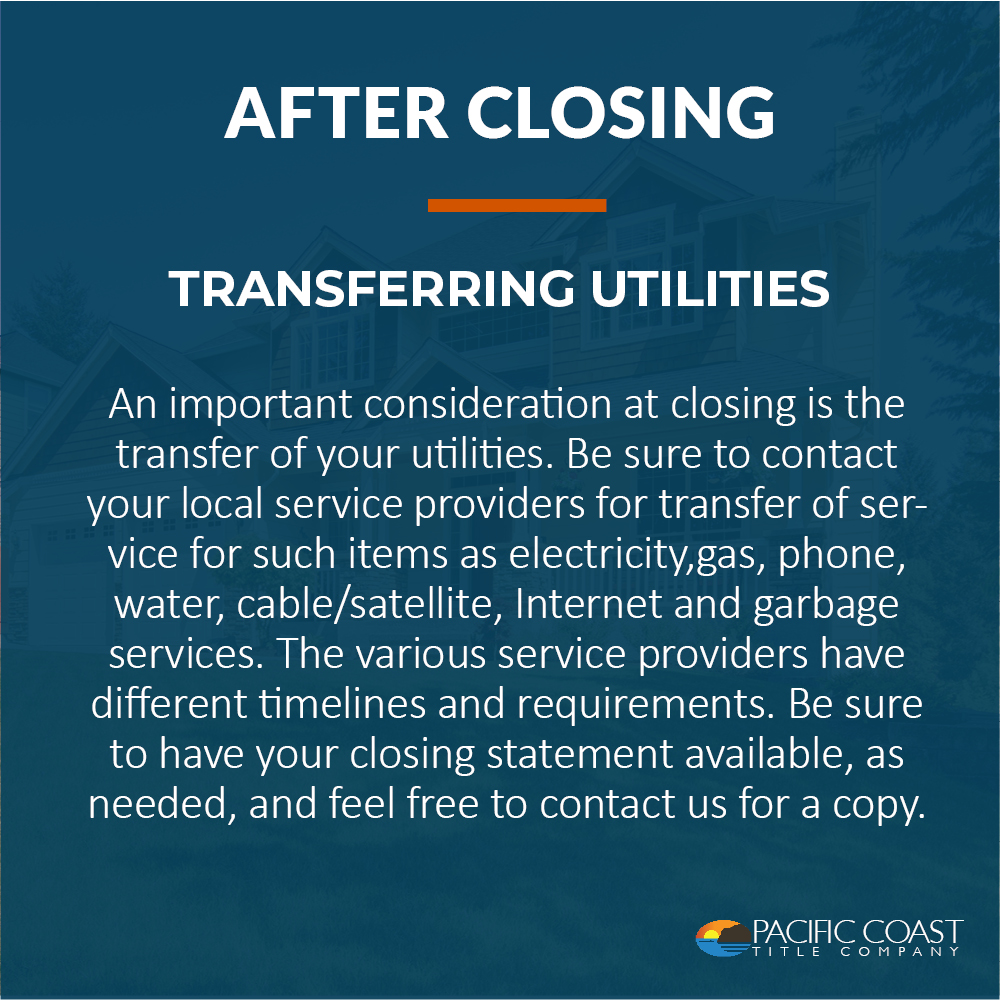 AFTER CLOSING
TRANSFERRING UTILITIES
An important consideration at closing is the
transfer of your utilities. Be sure to contact
your local service providers for transfer of ser-
vice for such items as electricity,gas, phone,
water, cable/satellite, Internet and garbage
services. The various service providers have
different timelines and requirements. Be sure
to have your closing statement available, as
needed, and feel free to contact us for a copy.
PACIFIC COAST
TITLE COMPANY